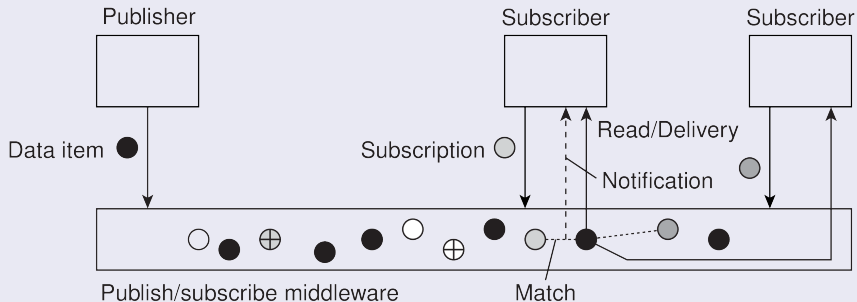 Publisher
Subscriber
Subscriber
Data item
Subscription
Read/Delivery
Notification
Publish/subscribe middleware
Match